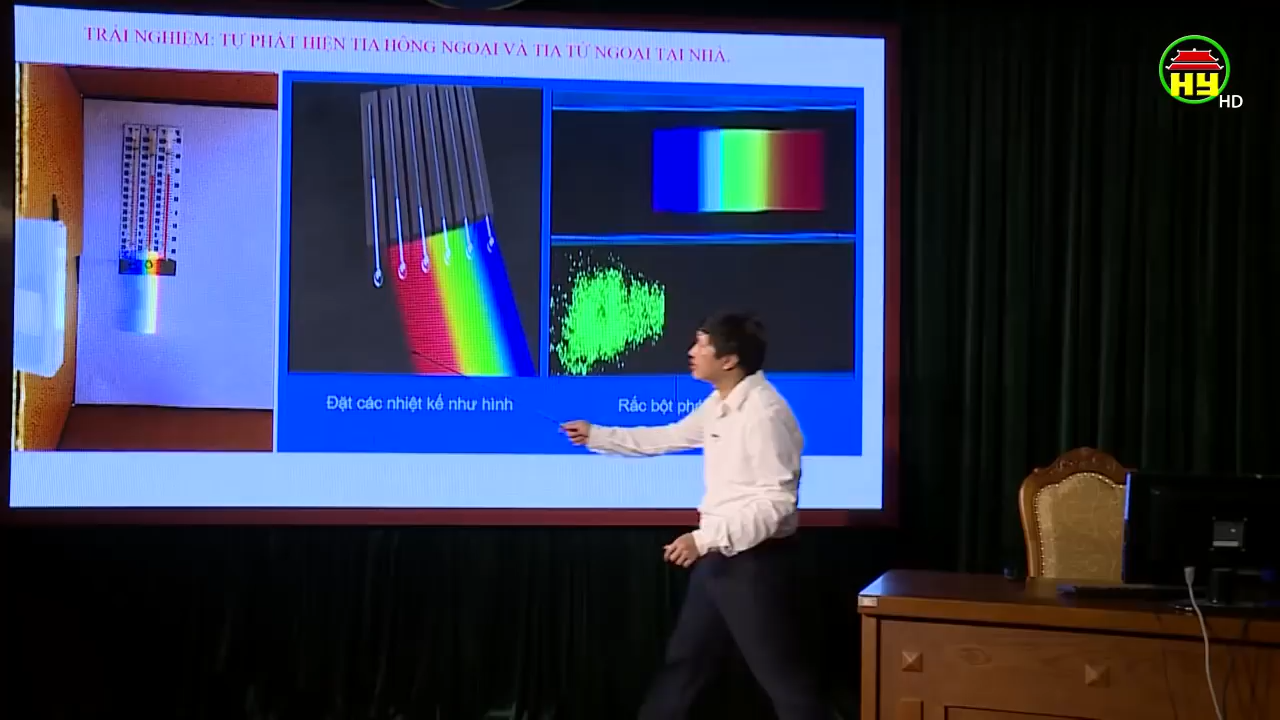 TRẢI NGHIỆM: TỰ PHÁT HIỆN TIA HỒNG NGOẠI VÀ TIA TỬ NGOẠI TẠI NHÀ.
HY
HD
Đặt các nhiệt kế như hình
Rắc bột